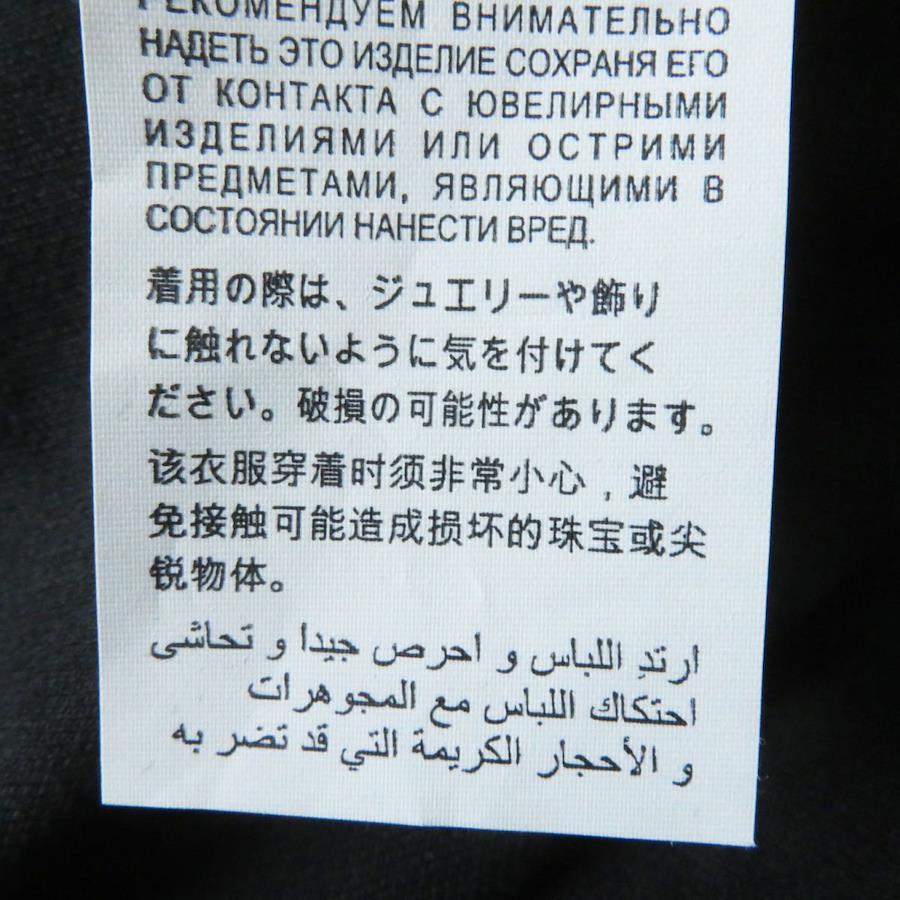 РЕКОМЕНДУЕМ ВНИМАТЕЛЬНО
НАДЕТЬ ЭТО ИЗДЕЛИЕ СОХРАНЯ ЕГО
ОТ КОНТАКТА С ЮВЕЛИРНЫМИ
ИЗДЕЛИЯМИ ИЛИ ОСТРИМИ
ПРЕДМЕТАМИ, ЯВЛЯЮЩИМИ В
СОСТОЯНИИ НАНЕСТИ ВРЕД.
着用の際は、ジュエリーや飾り
に触れないように気を付けてく
ださい。破損の可能性があります。
该衣服穿着时须非常小心，避
免接触可能造成损坏的珠宝或尖
锐物体。
ارتدِ اللباس و احرص جيدا و تحاشى
احتكاك اللباس مع المجوهرات
و الأحجار الكريمة التي قد تضر به